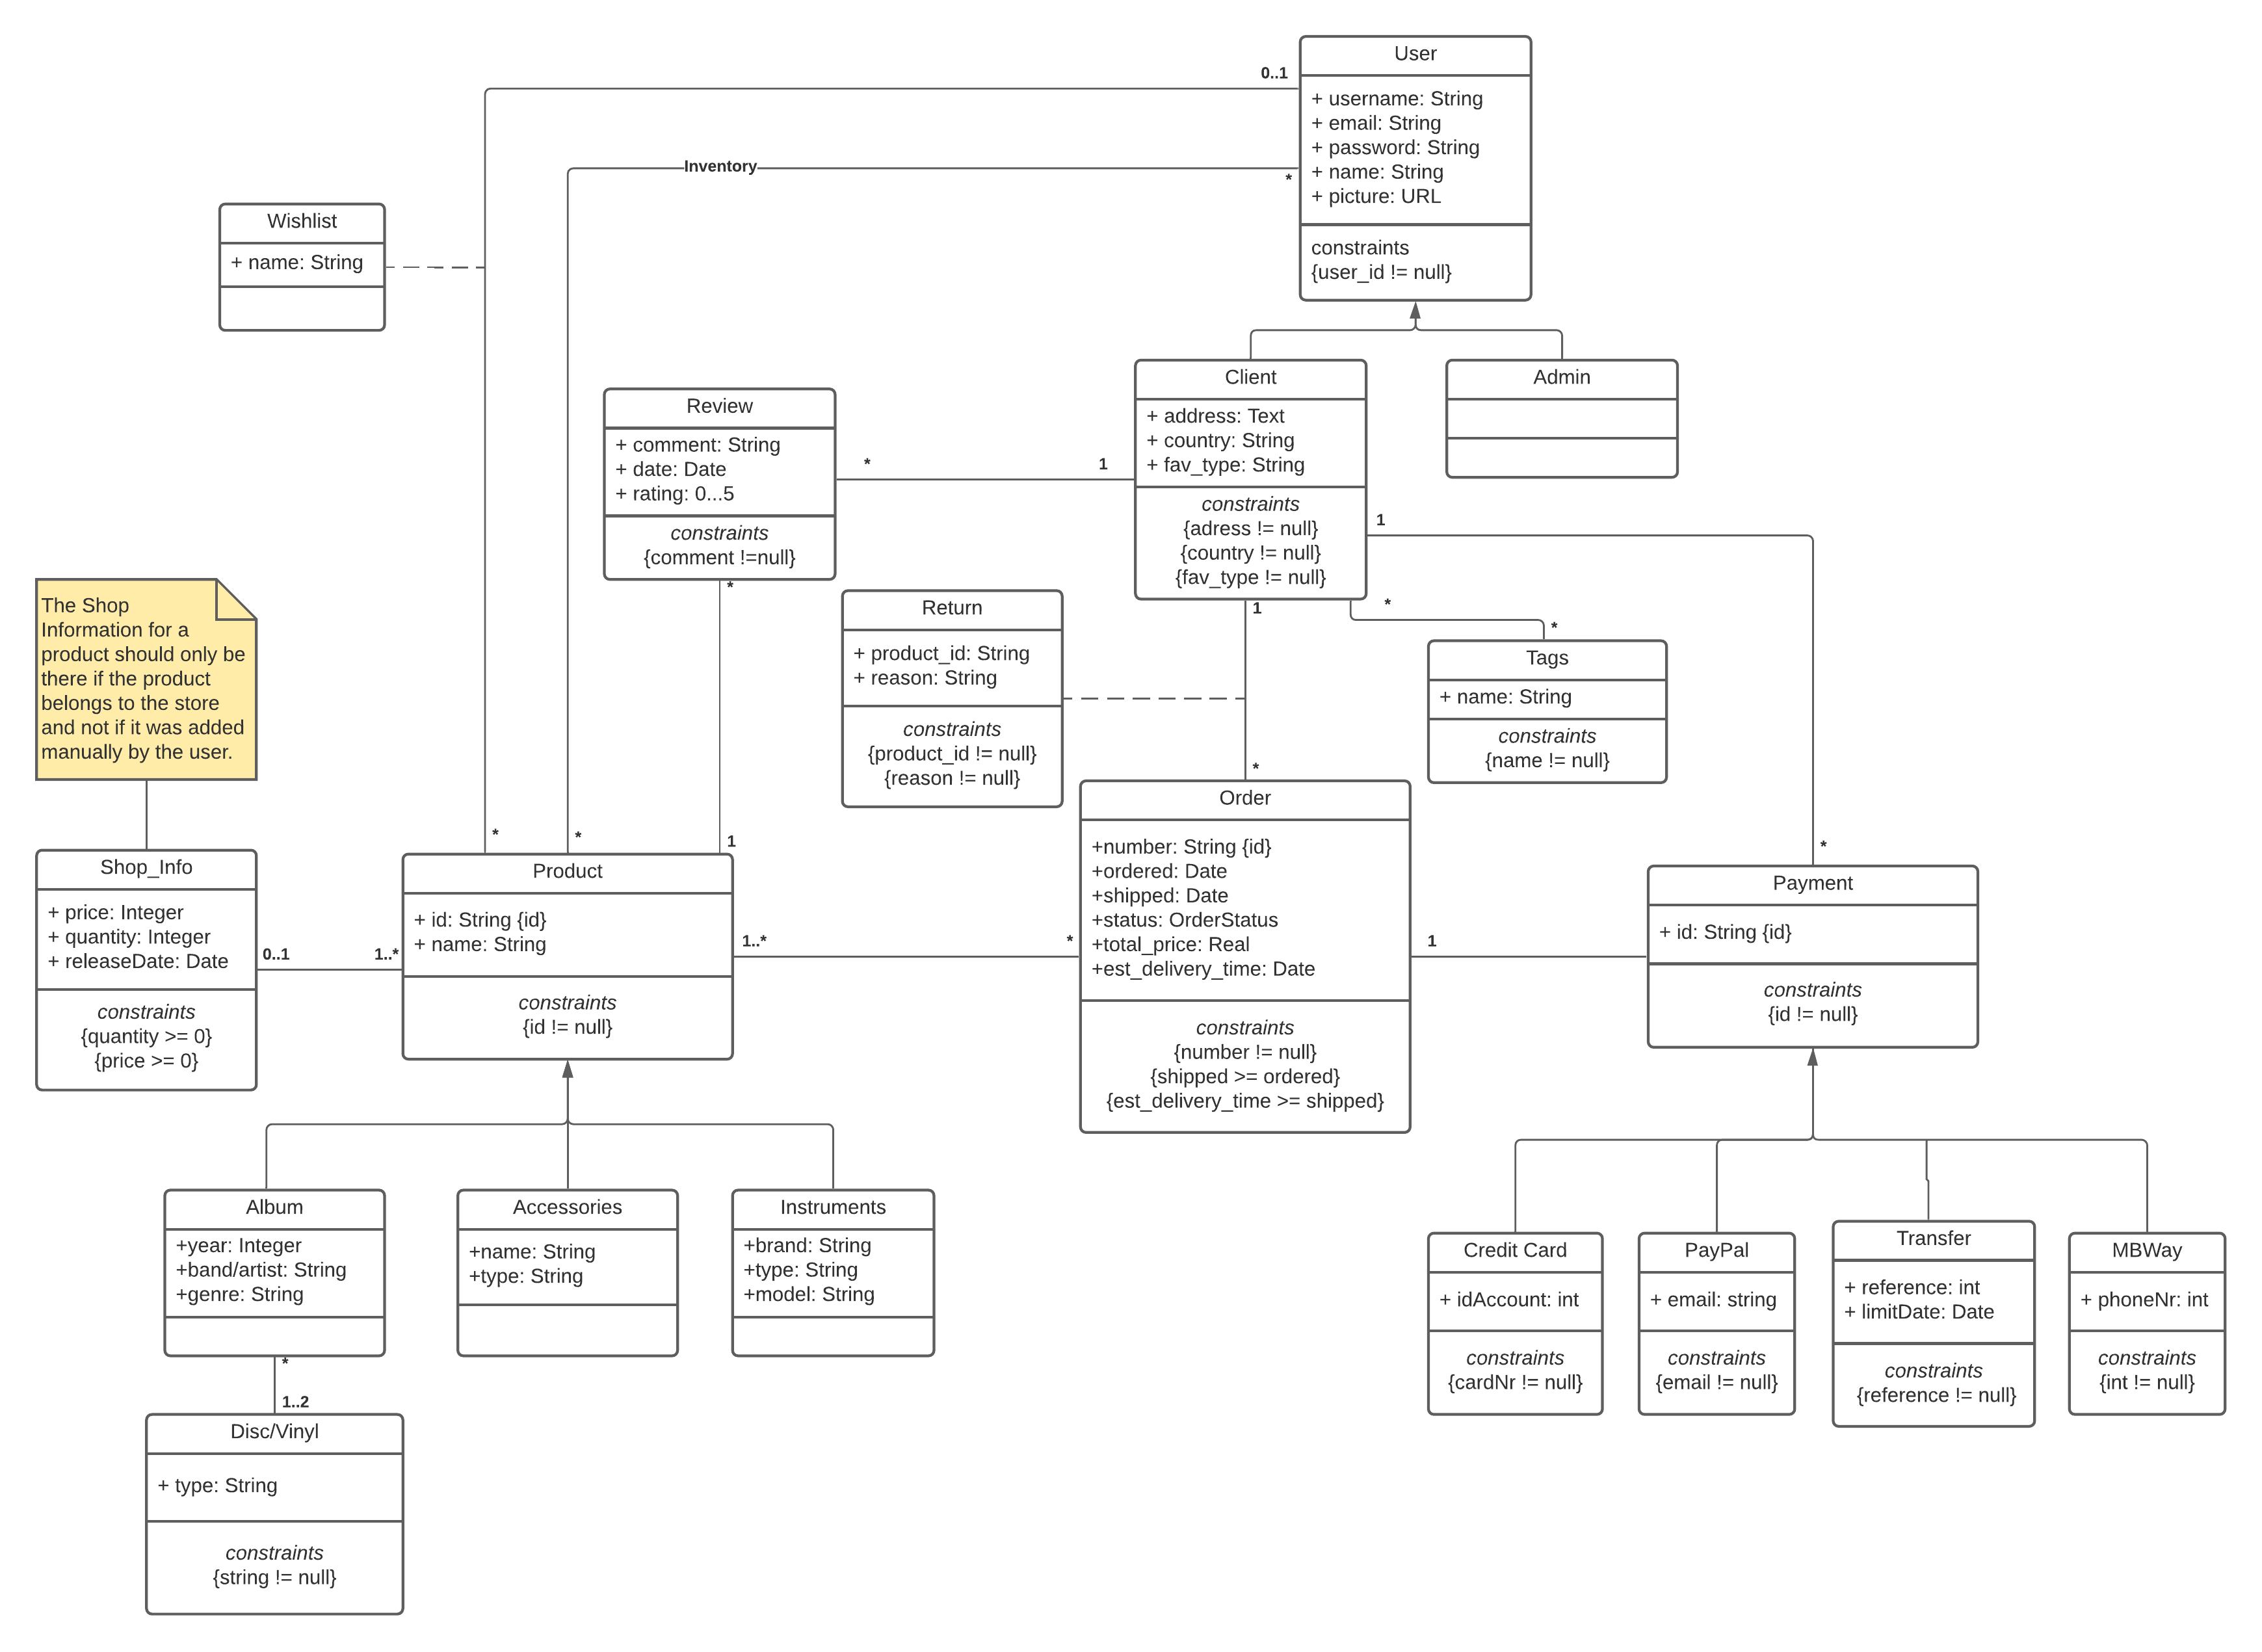 User
+ username: String
+ email: String
+ password: String
+ name: String
+ picture: URL
constraints
{user_id != null}
0..1
Inventory
*
Wishlist
+ name: String
Client
+ address: Text
+ country: String
+ fav_type: String
constraints
{adress != null}
{country != null}
{fav_type != null}
Admin
Review
+ comment: String
+ date: Date
+ rating: 0...5
constraints
{comment !=null}
*
1
1
*
1
*
*
Return
+ product_id: String
+ reason: String
constraints
{product_id != null}
{reason != null}
Tags
+ name: String
constraints
{name != null}
The Shop
Information for a
product should only be
there if the product
belongs to the store
and not if it was added
manually by the user.
*
*
*
1
*
Shop_Info
+ price: Integer
+ quantity: Integer
+ releaseDate: Date
constraints
{quantity >= 0}
{price >= 0}
0..1
1..*
Product
+ id: String {id}
+ name: String
constraints
{id != null}
1..*
*
Order
+number: String {id}
+ordered: Date
+shipped: Date
+status: OrderStatus
+total_price: Real
+est_delivery_time: Date
constraints
{number != null}
{shipped >= ordered}
{est_delivery_time >= shipped}
1
Payment
+ id: String {id}
constraints
{id != null}
Album
+year: Integer
+band/artist: String
+genre: String
Accessories
+name: String
+type: String
Instruments
+brand: String
+type: String
+model: String
Credit Card
+ idAccount: int
constraints
{cardNr != null}
PayPal
+ email: string
constraints
{email != null}
Transfer
+ reference: int
+ limitDate: Date
constraints
{reference != null}
MBWay
+ phoneNr: int
constraints
{int != null}
*
1..2
Disc/Vinyl
+ type: String
constraints
{string != null}